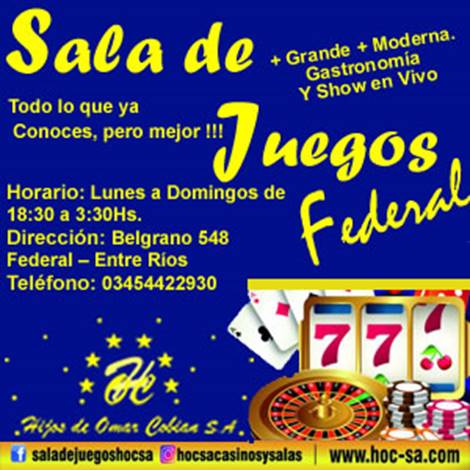 Sala de
+ Grande + Moderna.
Gastronomía
Y Show en Vivo
Todo lo que ya
Conoces, pero mejor !!!
Juegos
Federal
Horario: Lunes a Domingos de
18:30 a 3:30Hs.
Dirección: Belgrano 548
Federal – Entre Ríos
Teléfono: 03454422930
7 7
HC
Hijos de Omar Cobian S.A.
saladejuegoshocsa hocsacasinosysalas www.hoc-sa.com